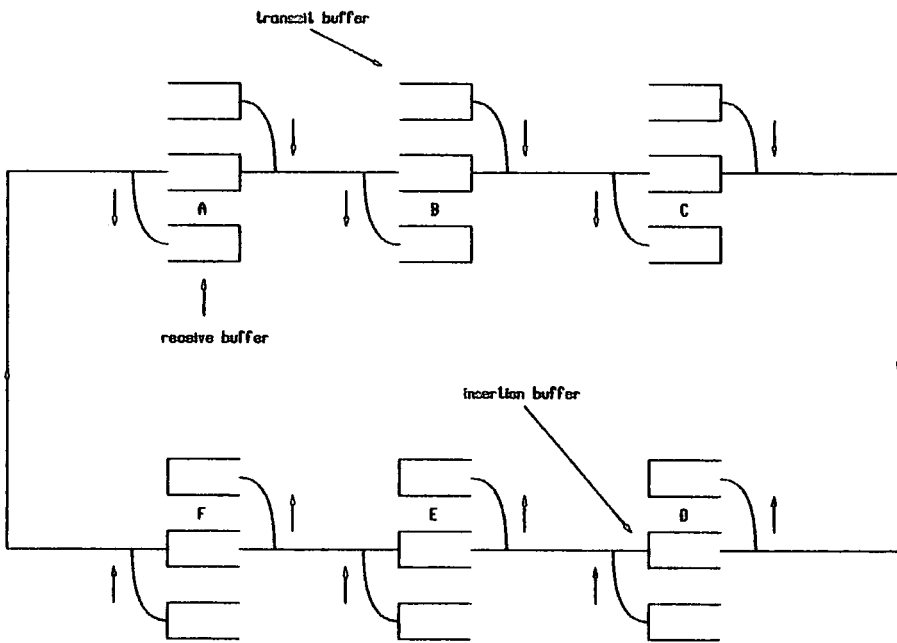 transmit buffer
A
B
C
receive buffer
insertion buffer
F
E
D